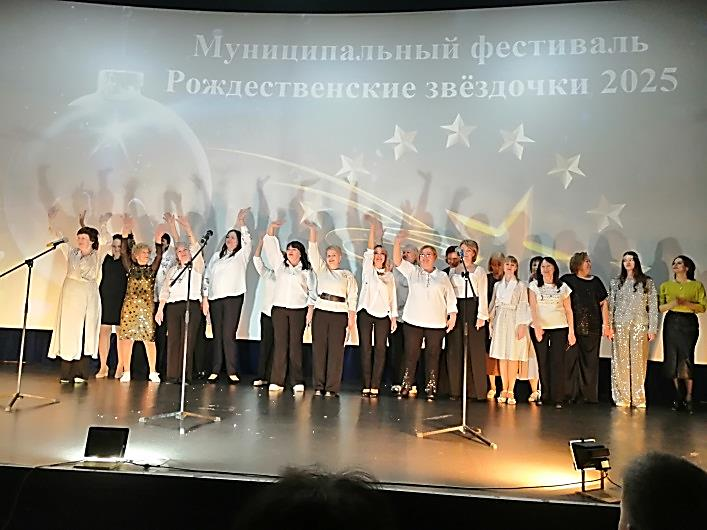 Муниципальный фестиваль
Рождественские звёздочки 2025